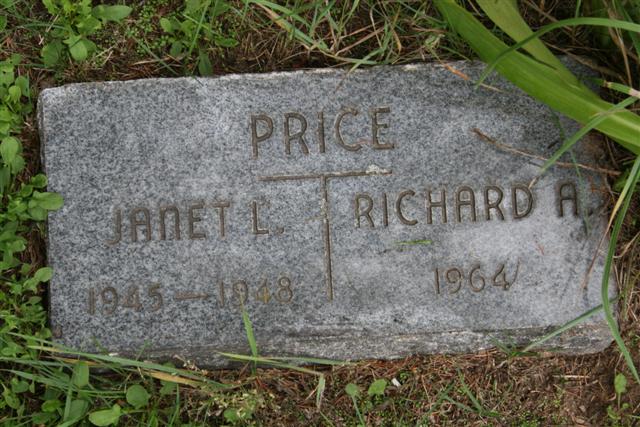 PRICE
JANET L. RICHARD A.
1945 — 1948 1964